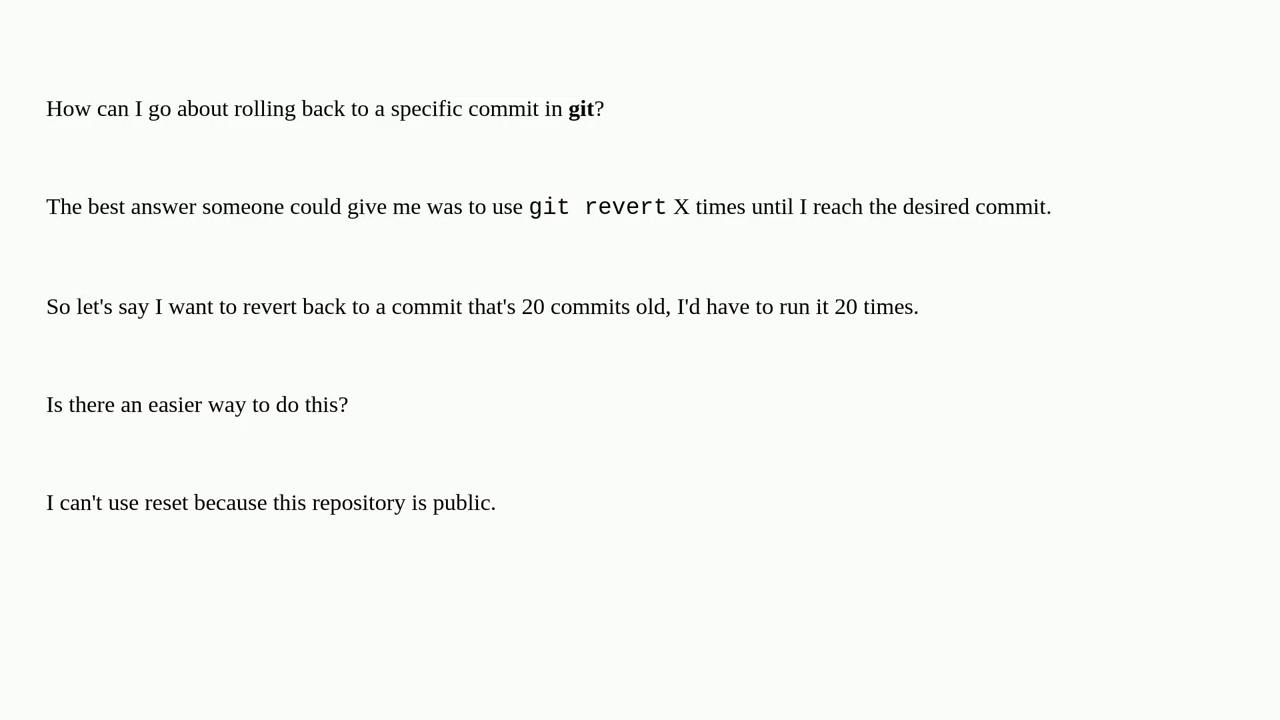 How can I go about rolling back to a specific commit in git?
The best answer someone could give me was to use git revert X times until I reach the desired commit.
So let's say I want to revert back to a commit that's 20 commits old, I'd have to run it 20 times.
Is there an easier way to do this?
I can't use reset because this repository is public.